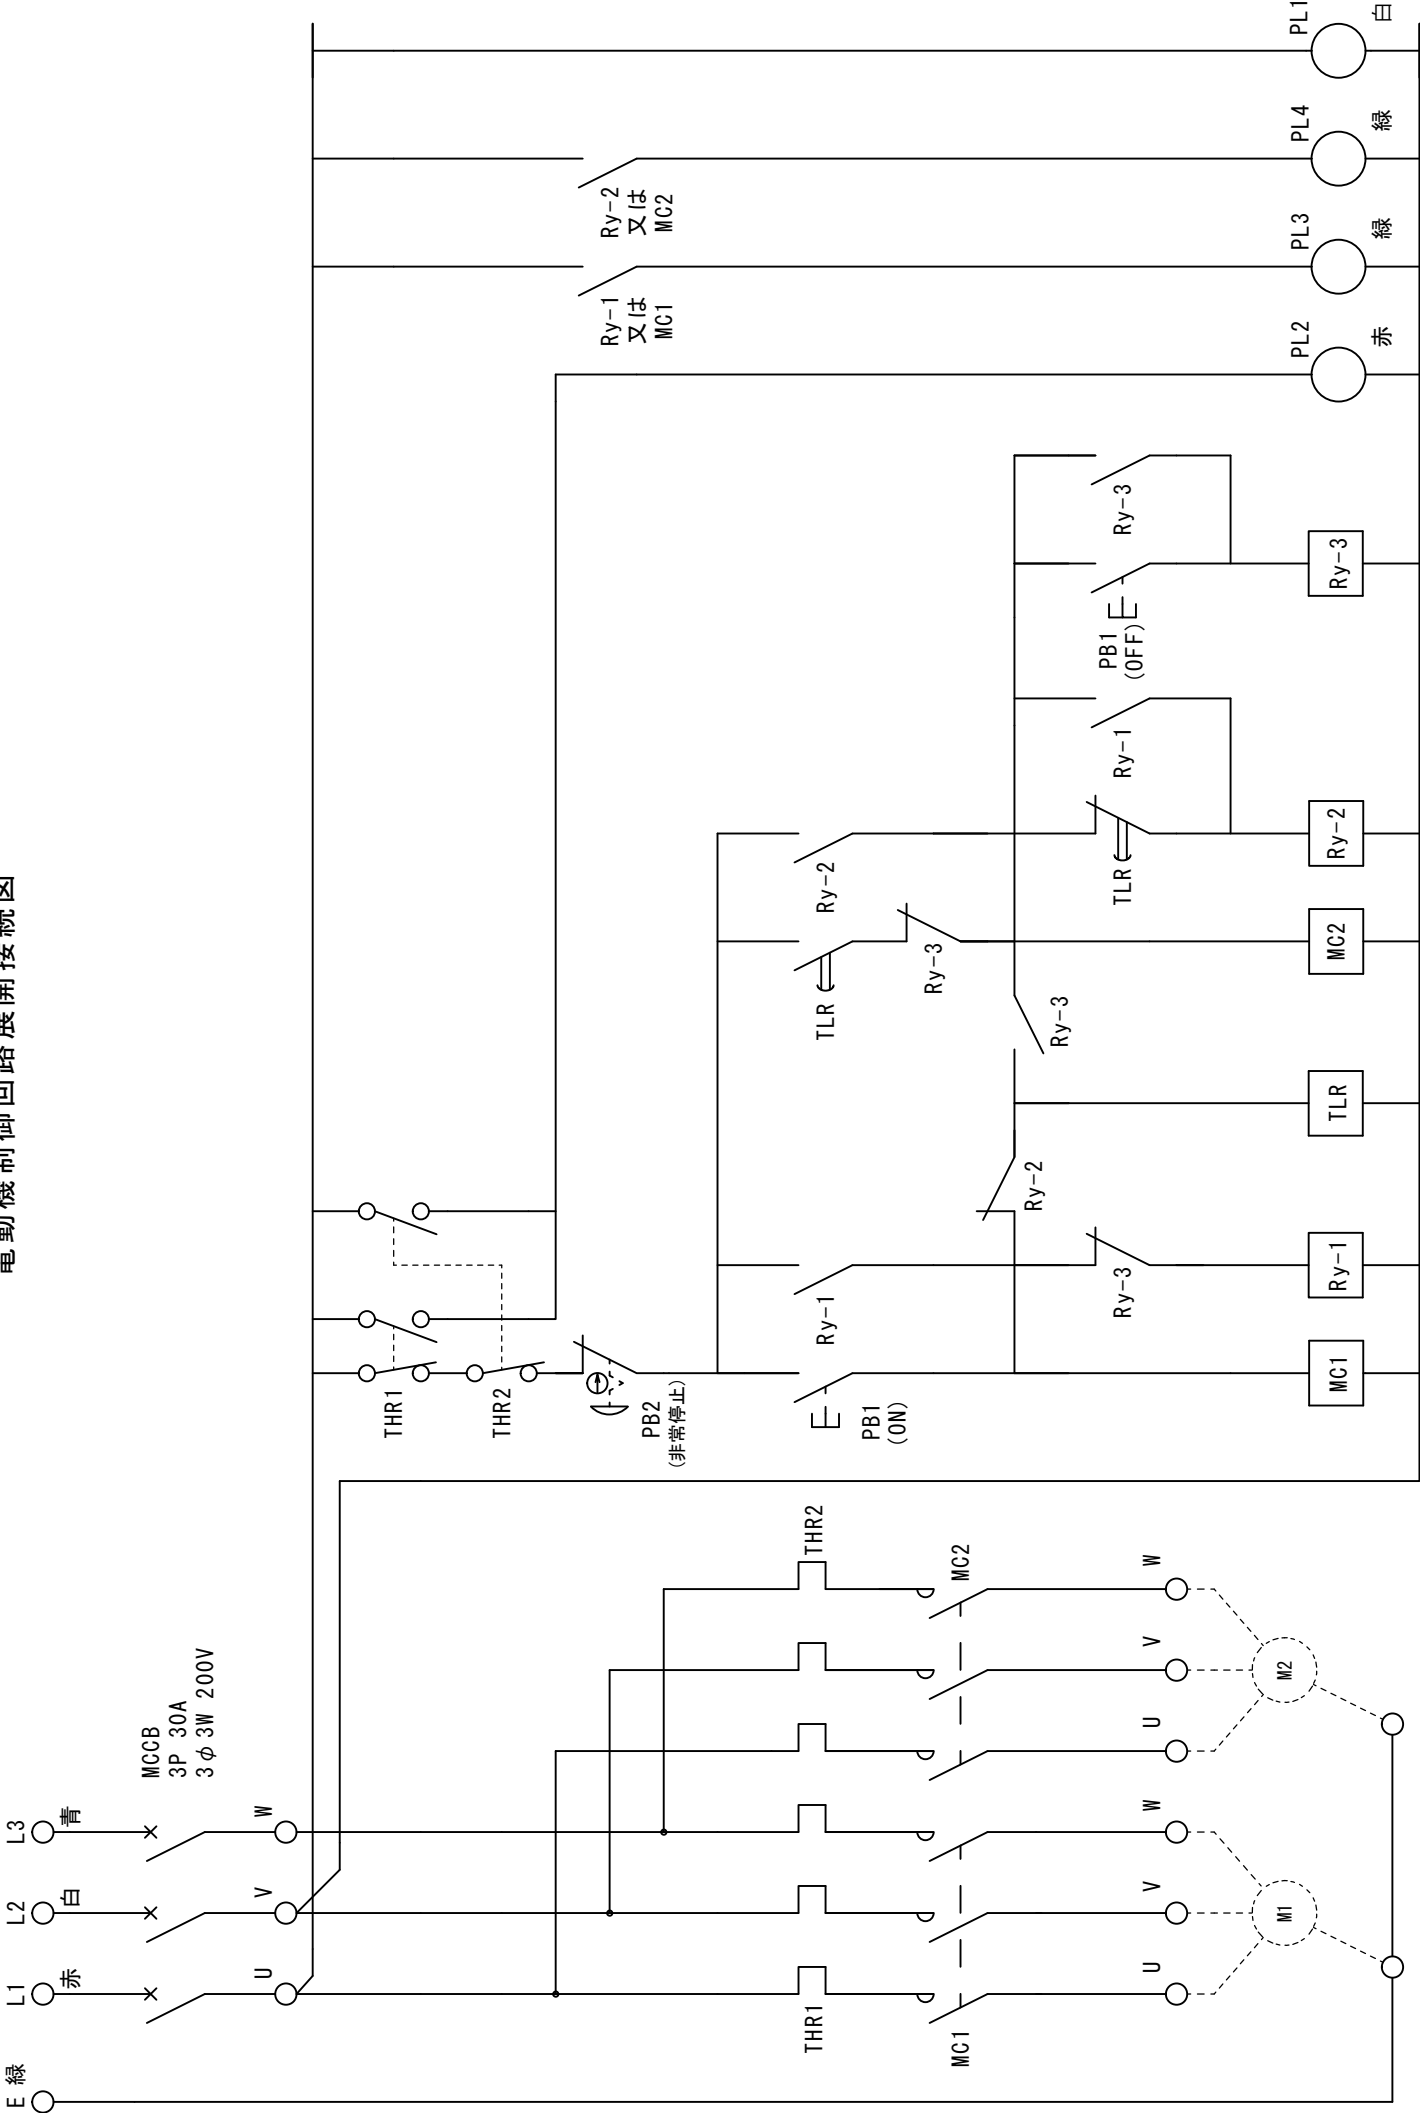 電動機制御回路展開接続図
E 緑
L1
赤
L2
白
L3
青
MCCB
3P 30A
3φ3W 200V
U
V
W
THR1
THR2
MC1
MC2
U
V
W
U
V
W
M1
M2
THR1
THR2
PB2
(非常停止)
PB1
(ON)
Ry-1
Ry-3
Ry-2
TLR
Ry-3
Ry-3
Ry-2
TLR
Ry-1
PB1
(OFF)
Ry-3
Ry-1
又は
MC1
Ry-2
又は
MC2
MC1
Ry-1
TLR
MC2
Ry-2
Ry-3
PL2
赤
PL3
緑
PL4
緑
PL1
白